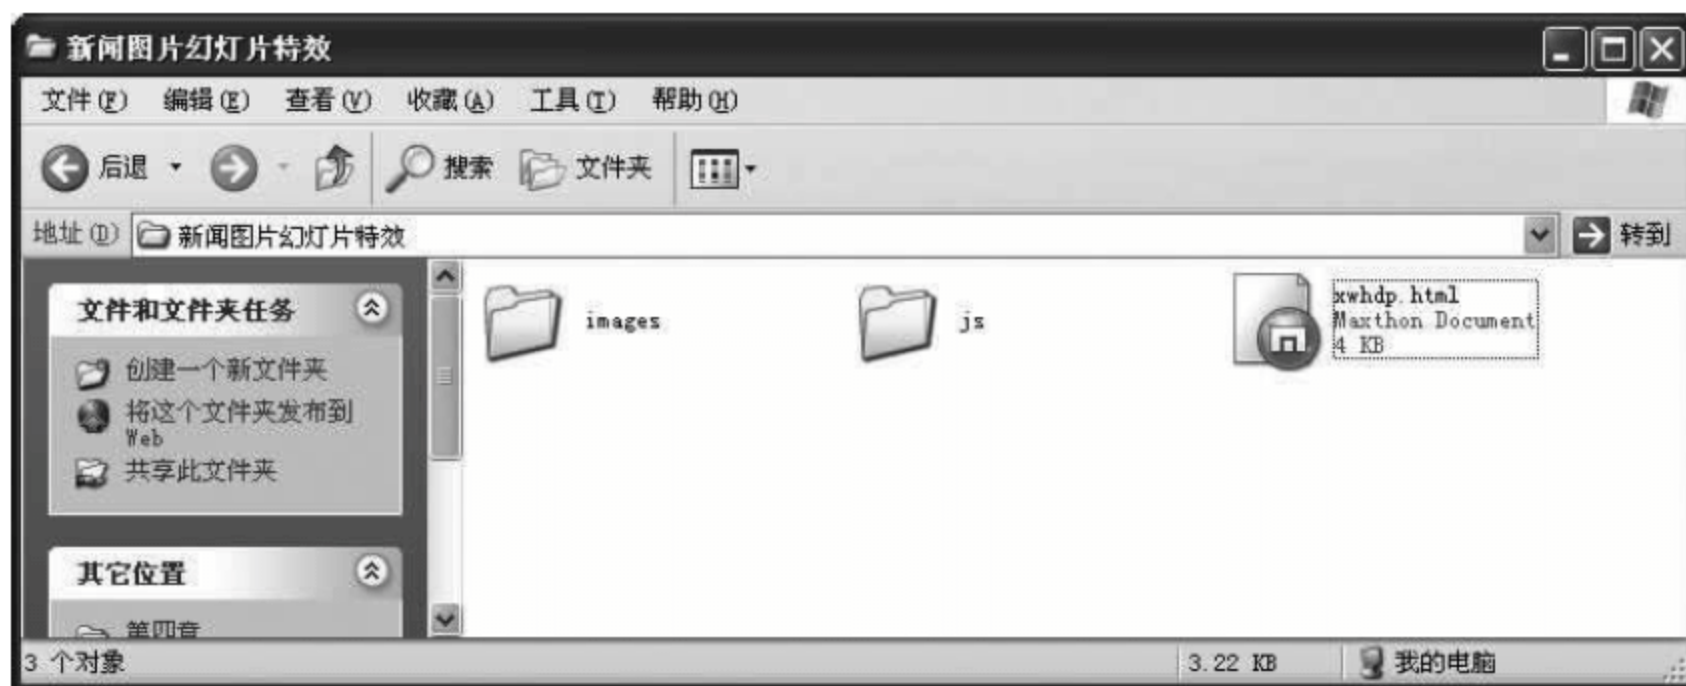 新闻图片幻灯片特效
文件(F) 编辑(E) 查看(V) 收藏(A) 工具(T) 帮助(H)
后退 搜索 文件夹
地址(D) 新闻图片幻灯片特效 转到
文件和文件夹任务
创建一个新文件夹
将这个文件夹发布到
Web
共享此文件夹
其它位置
第四章
images
js
xwhdp.html
Maxthon Document
4 KB
3 个对象 3.22 KB 我的电脑